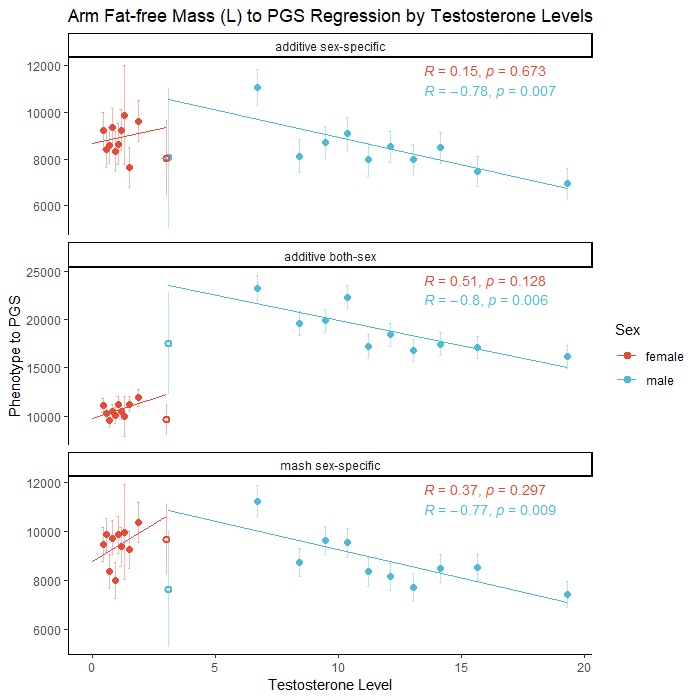 Arm Fat-free Mass (L) to PGS Regression by Testosterone Levels
additive sex-specific
R = 0.15, p = 0.673
R = −0.78, p = 0.007
12000
10000
8000
6000
additive both-sex
R = 0.51, p = 0.128
R = −0.8, p = 0.006
25000
20000
15000
10000
mash sex-specific
R = 0.37, p = 0.297
R = −0.77, p = 0.009
12000
10000
8000
6000
0 5 10 15 20
Testosterone Level
Phenotype to PGS
Sex
female
male